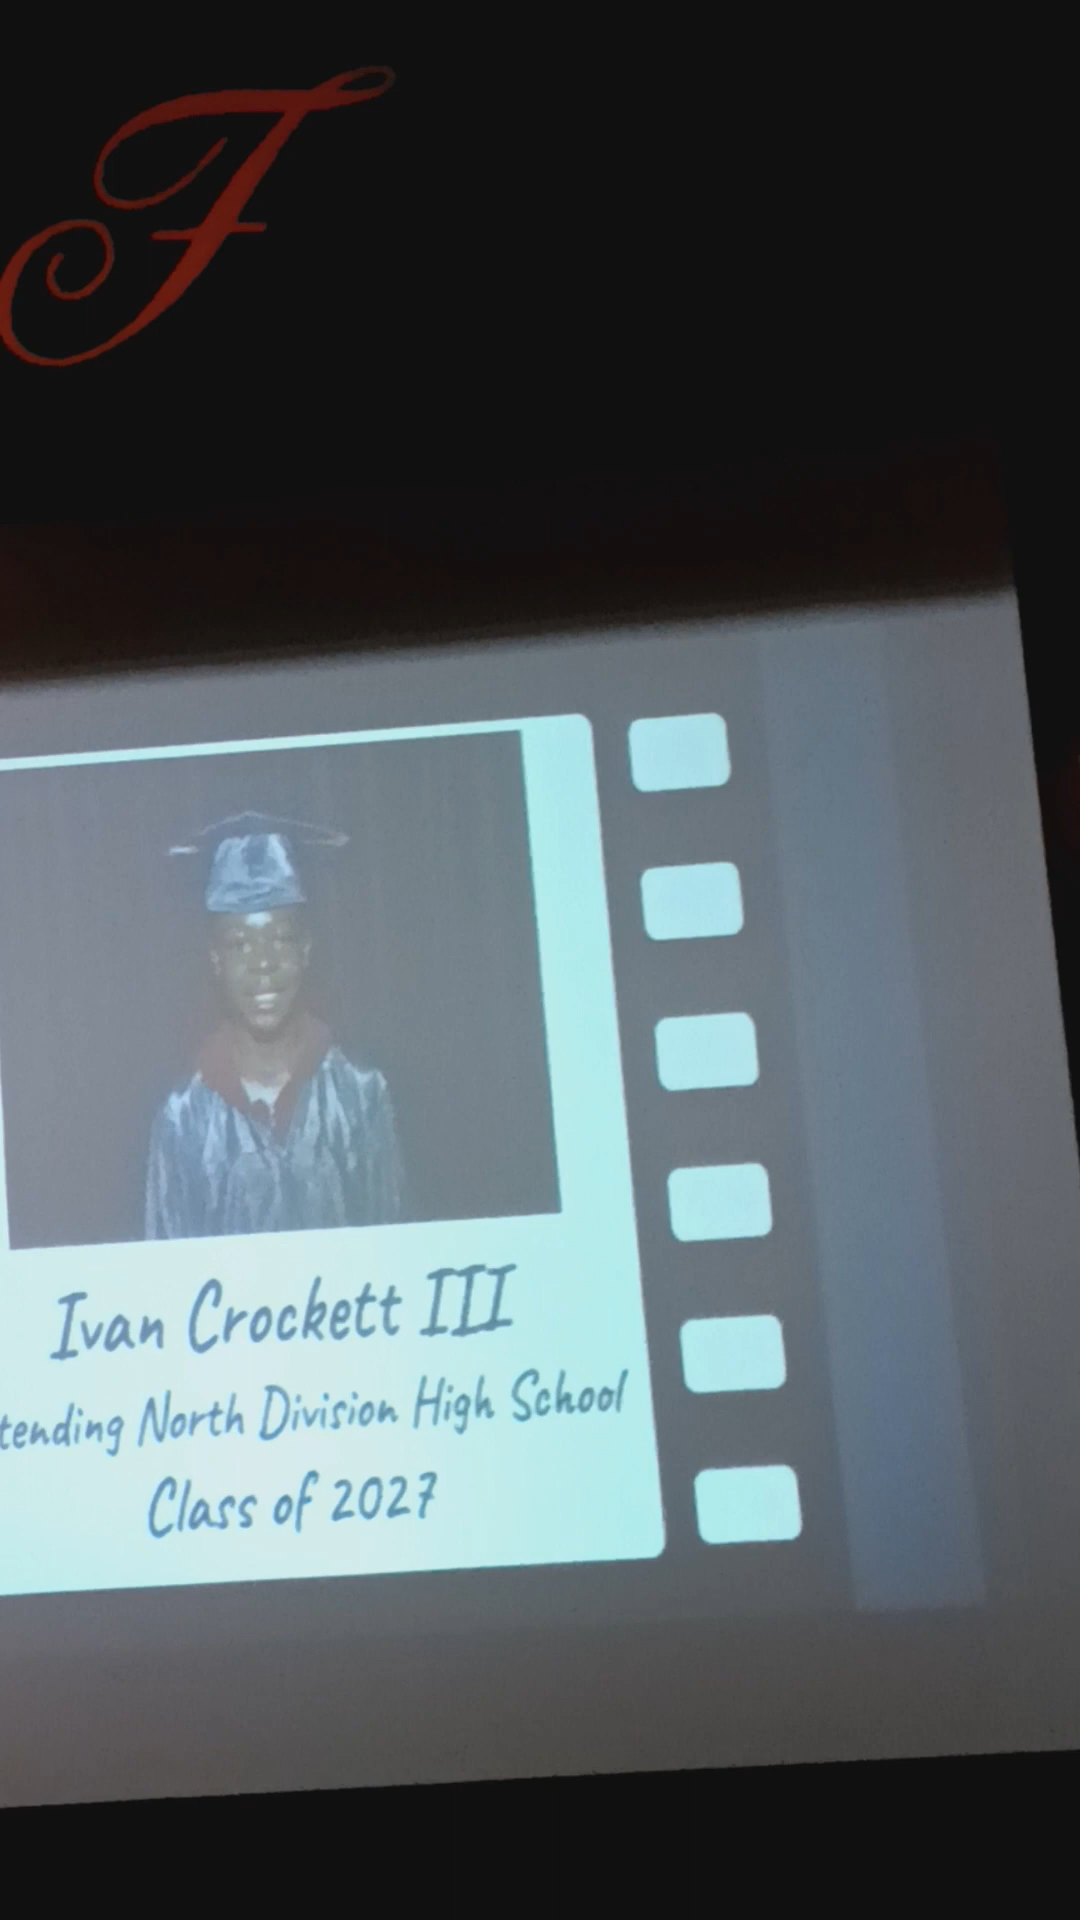 F
Ivan Crockett III
tending North Division High School
Class of 2027